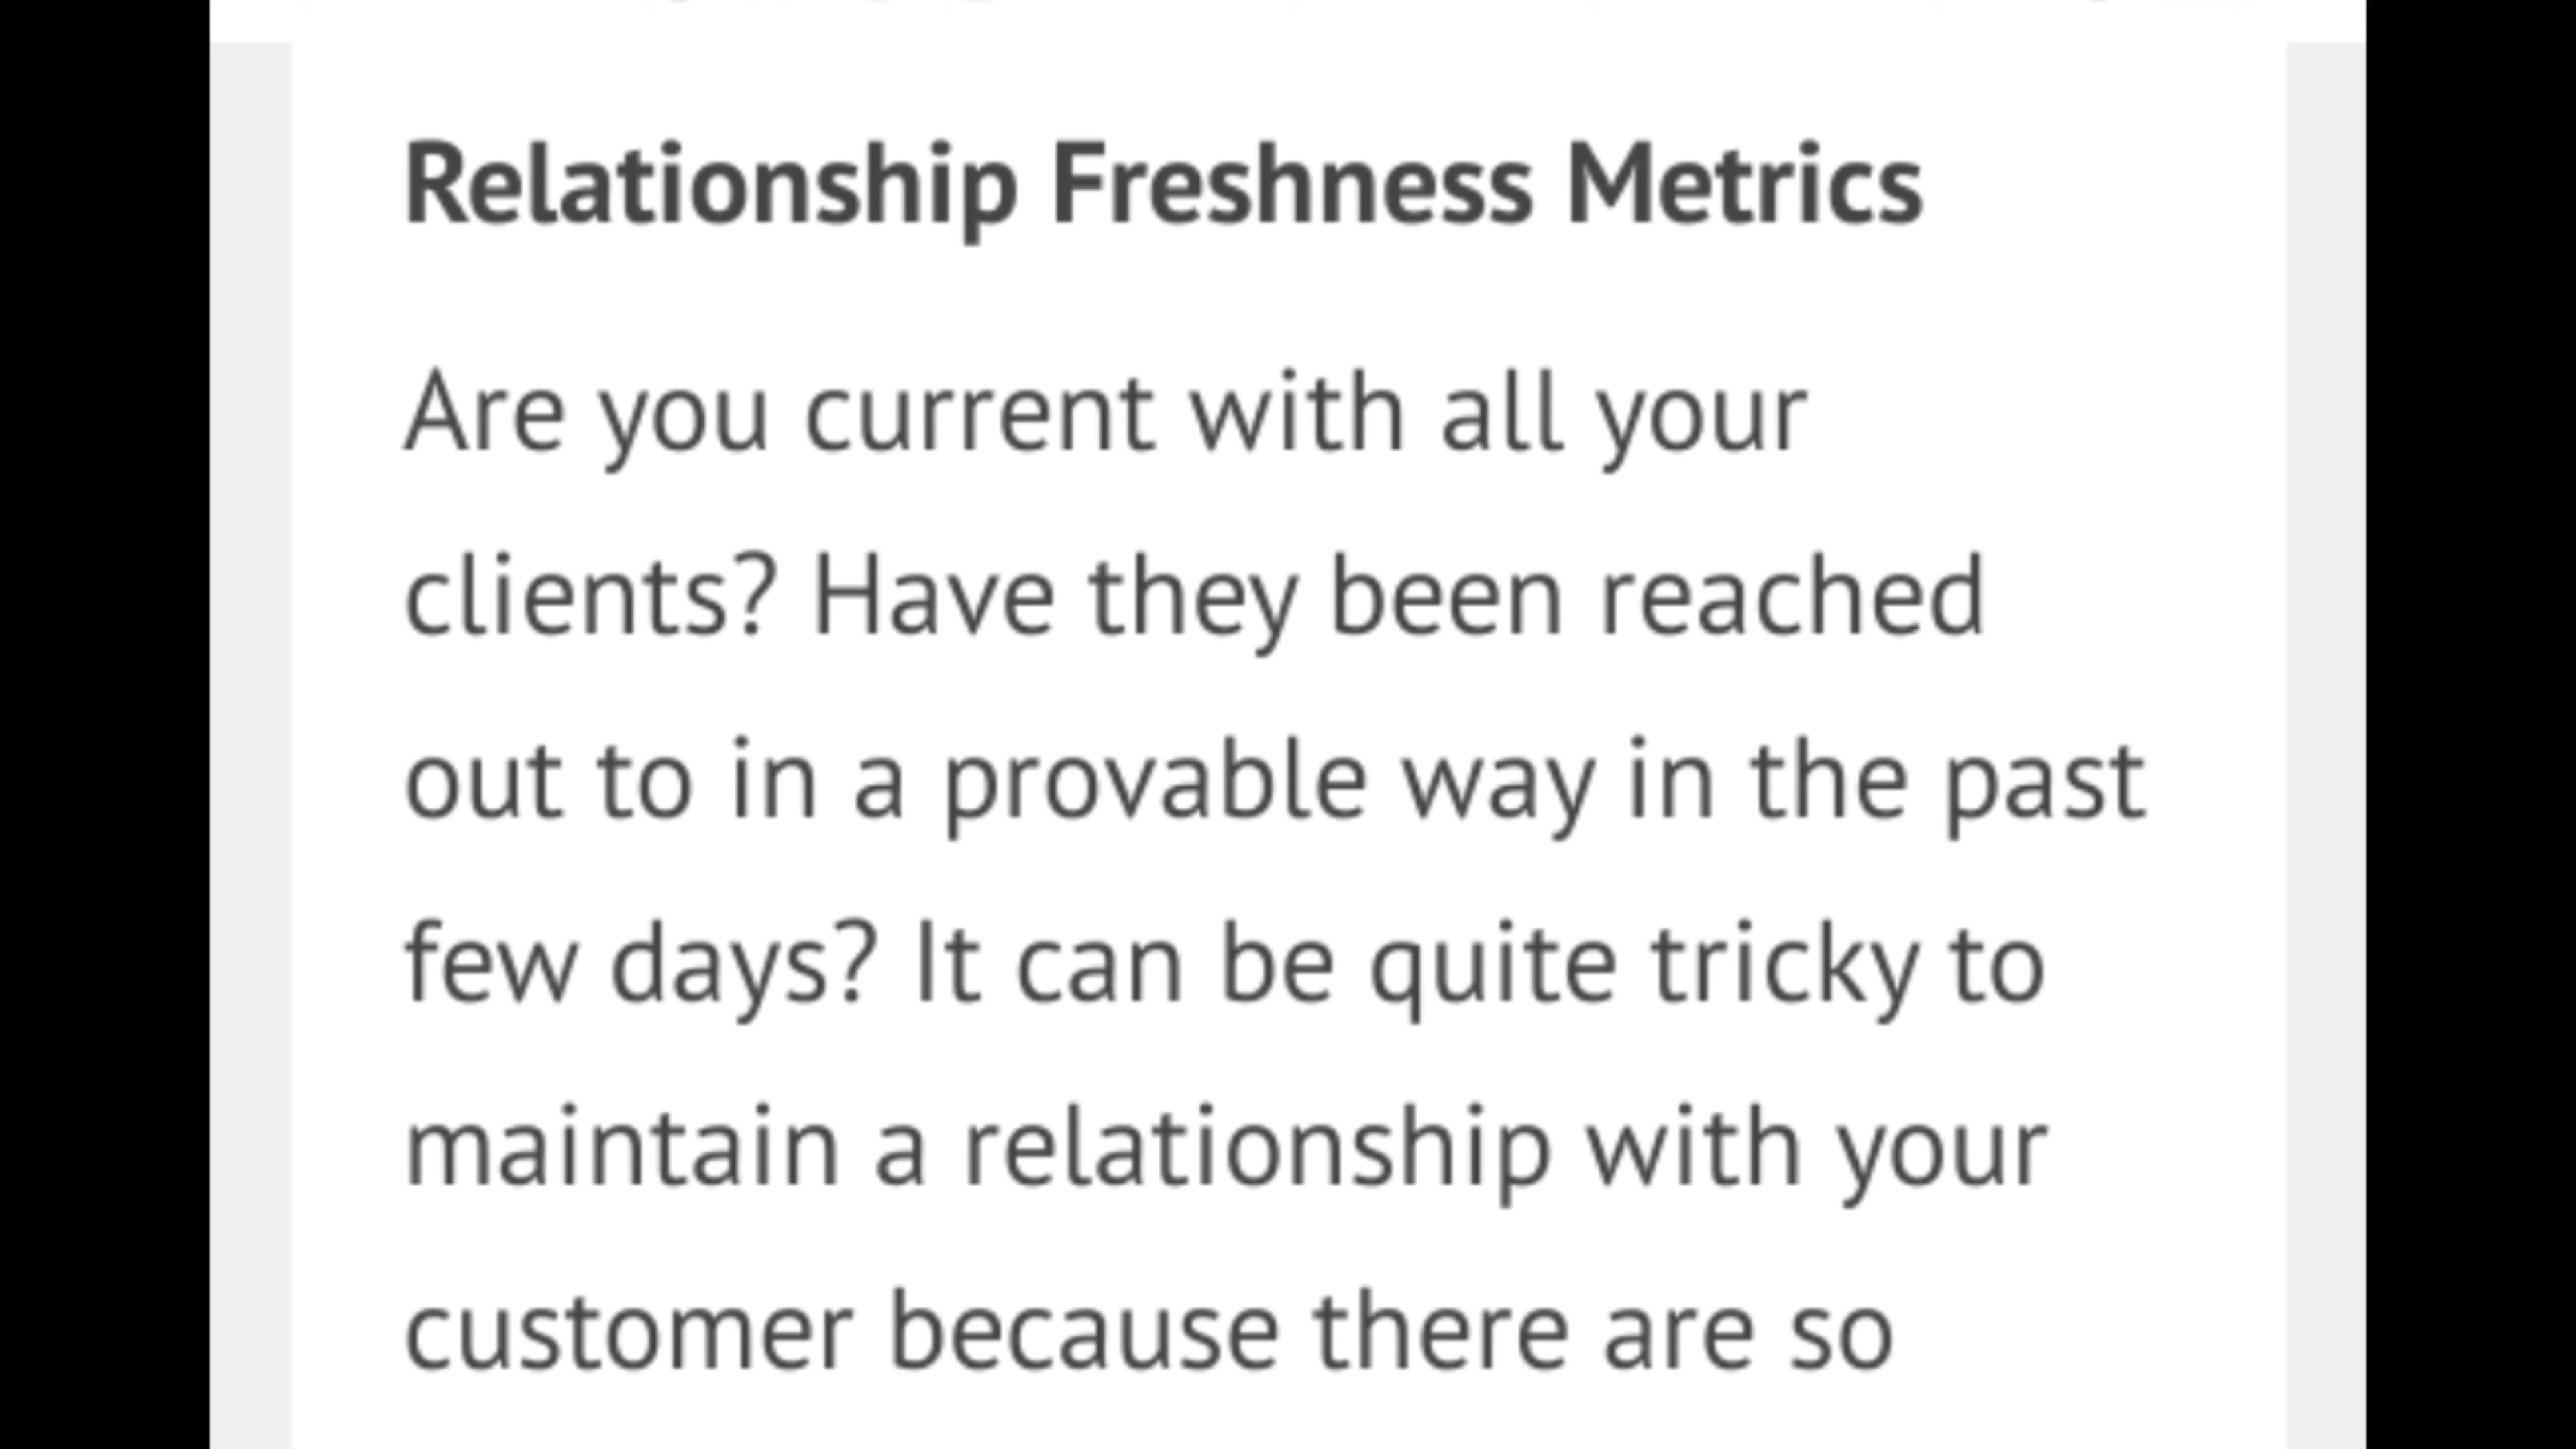 Relationship Freshness Metrics
Are you current with all your
clients? Have they been reached
out to in a provable way in the past
few days? It can be quite tricky to
maintain a relationship with your
customer because there are so